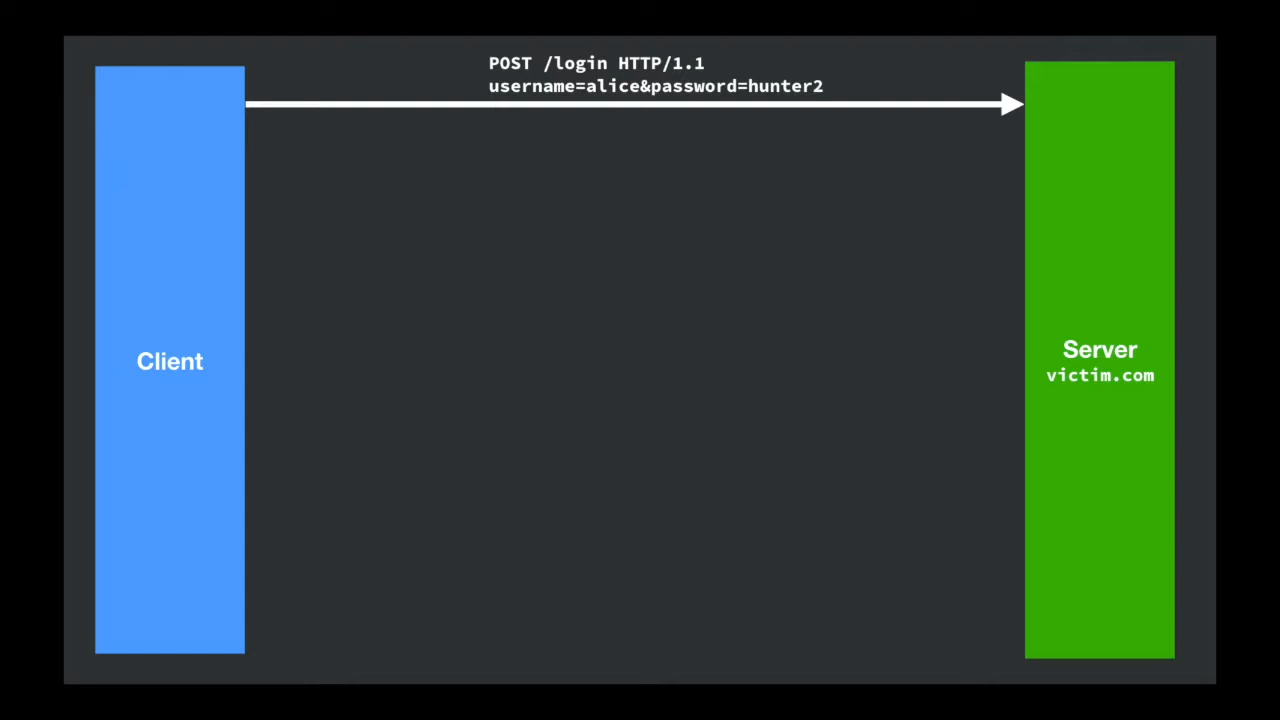 POST /login HTTP/1.1
username=alice&password=hunter2
Client
Server
victim.com